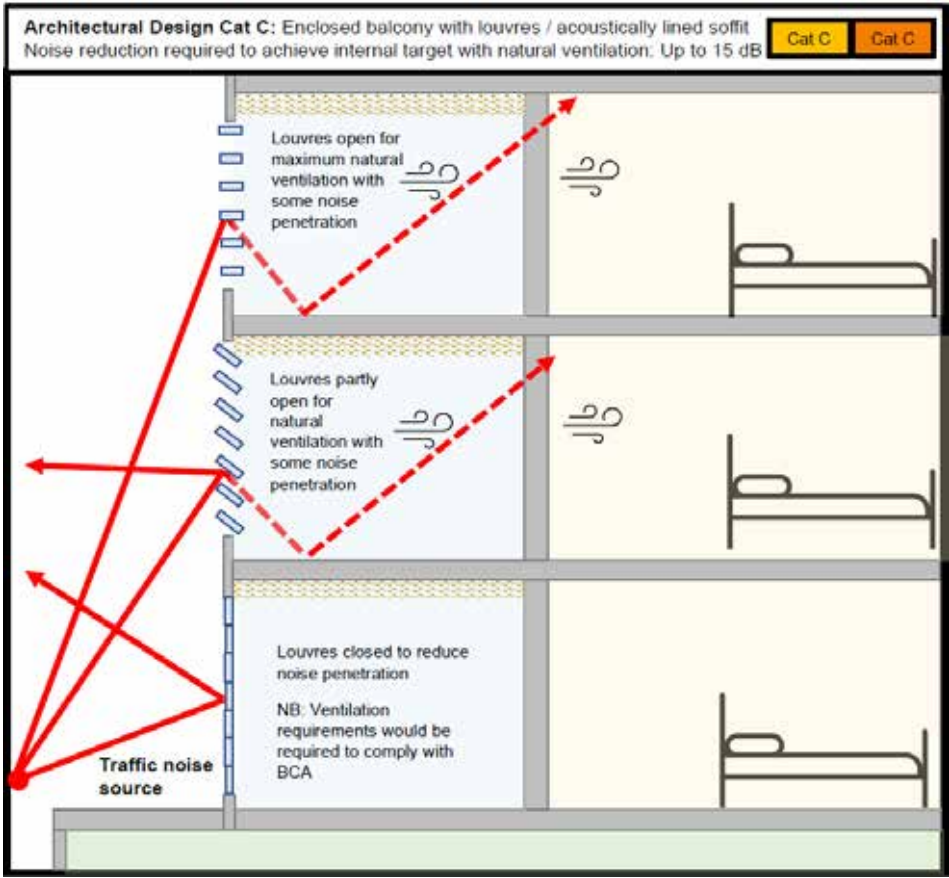 Architectural Design Cat C: Enclosed balcony with louvres / acoustically lined soffit
Noise reduction required to achieve internal target with natural ventilation: Up to 15 dB
Cat C
Cat C
Louvres open for
maximum natural
ventilation with
some noise
penetration
Louvres partly
open for
natural
ventilation with
some noise
penetration
Louvres closed to reduce
noise penetration
NB: Ventilation
requirements would be
required to comply with
BCA
Traffic noise
source